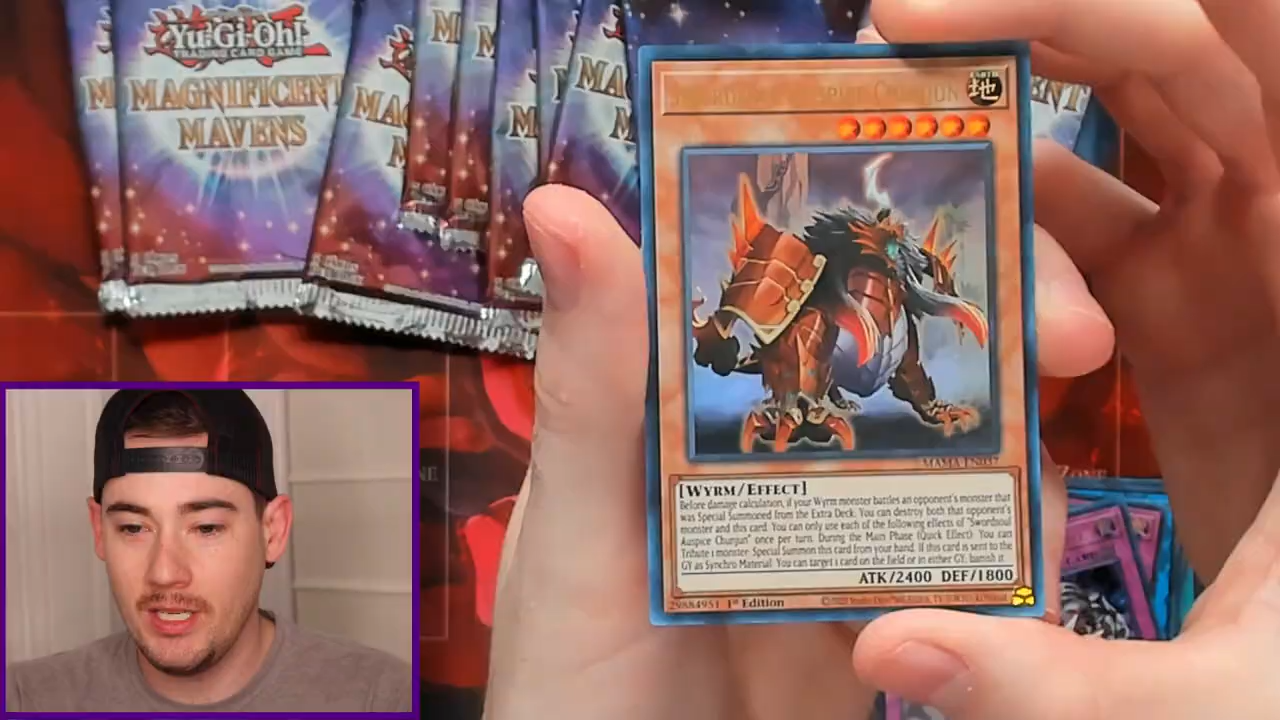 Yu-Gi-Oh!
TRADING CARD GAME
MAGNIFICENT
MAVENS
地
MAMA-EN037
[WYRM/EFFECT]
Before damage calculation, if your Wyrm monster battles an opponent's monster that
was Special Summoned from the Extra Deck: You can destroy both that opponent's
monster and this card. You can only use each of the following effects of "Swordsoul
Auspice Chunjun" once per turn. During the Main Phase (Quick Effect): You can
Tribute 1 monster; Special Summon this card from your hand. If this card is sent to the
GY as Synchro Material: You can target 1 card on the field or in either GY; banish it.
ATK/2400 DEF/1800
29884951 1st Edition
ZONE